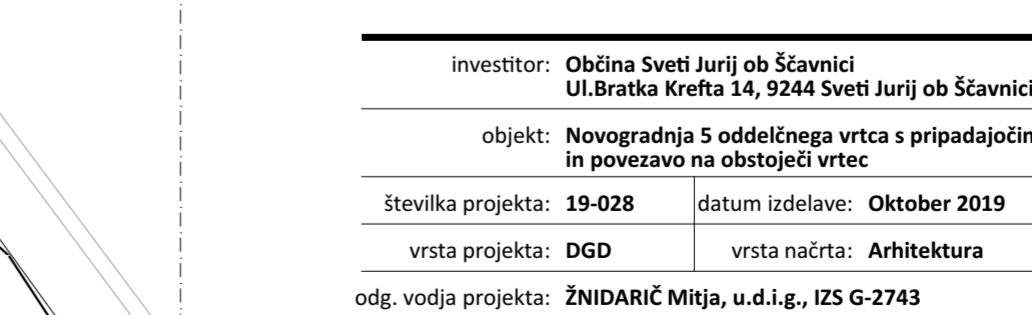 investitor: Občina Sveti Jurij ob Ščavnici
Ul.Bratka Krefta 14, 9244 Sveti Jurij ob Ščavnici
objekt: Novogradnja 5 oddelčnega vrtca s
in povezavo na obstoječi vrtec
številka projekta: 19-028 datum izdelave: Oktober 2019
vrsta projekta: DGD vrsta načrta: Arhitektura
odg. vodja projekta: ŽNIDARIČ Mitja, u.d.i.g., IZS G-2743